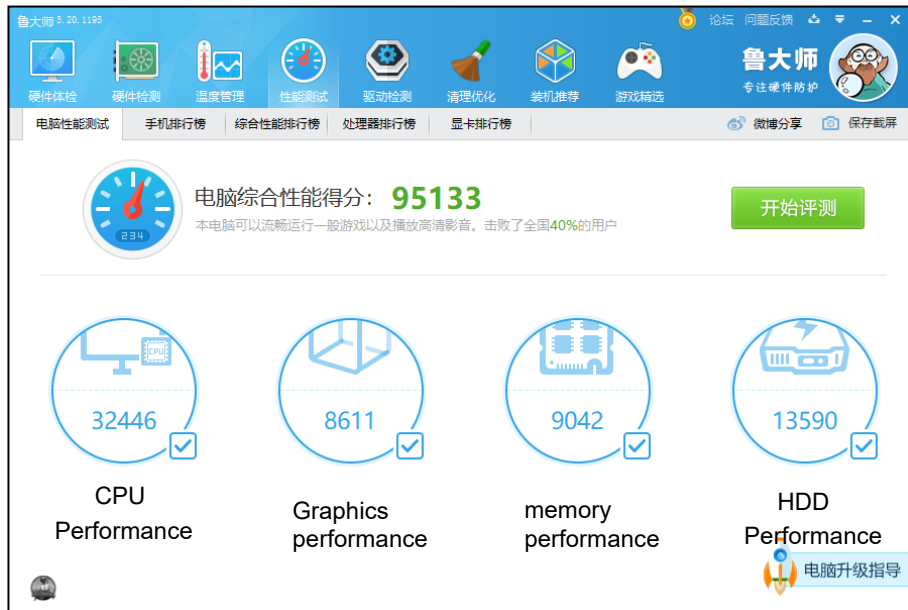 鲁大师 5.20.1195
论坛 问题反馈
硬件体检 硬件检测 温度管理 性能测试 驱动检测 清理优化 装机推荐 游戏精选
鲁大师
专注硬件防护
电脑性能测试 手机排行榜 综合性能排行榜 处理器排行榜 显卡排行榜 微博分享 保存截屏
电脑综合性能得分： 95133
本电脑可以流畅运行一般游戏以及播放高清影音。击败了全国40%的用户
234
开始评测
CPU
32446 8611 9042 13590
CPU
Performance
Graphics
performance
memory
performance
HDD
Performance
电脑升级指导